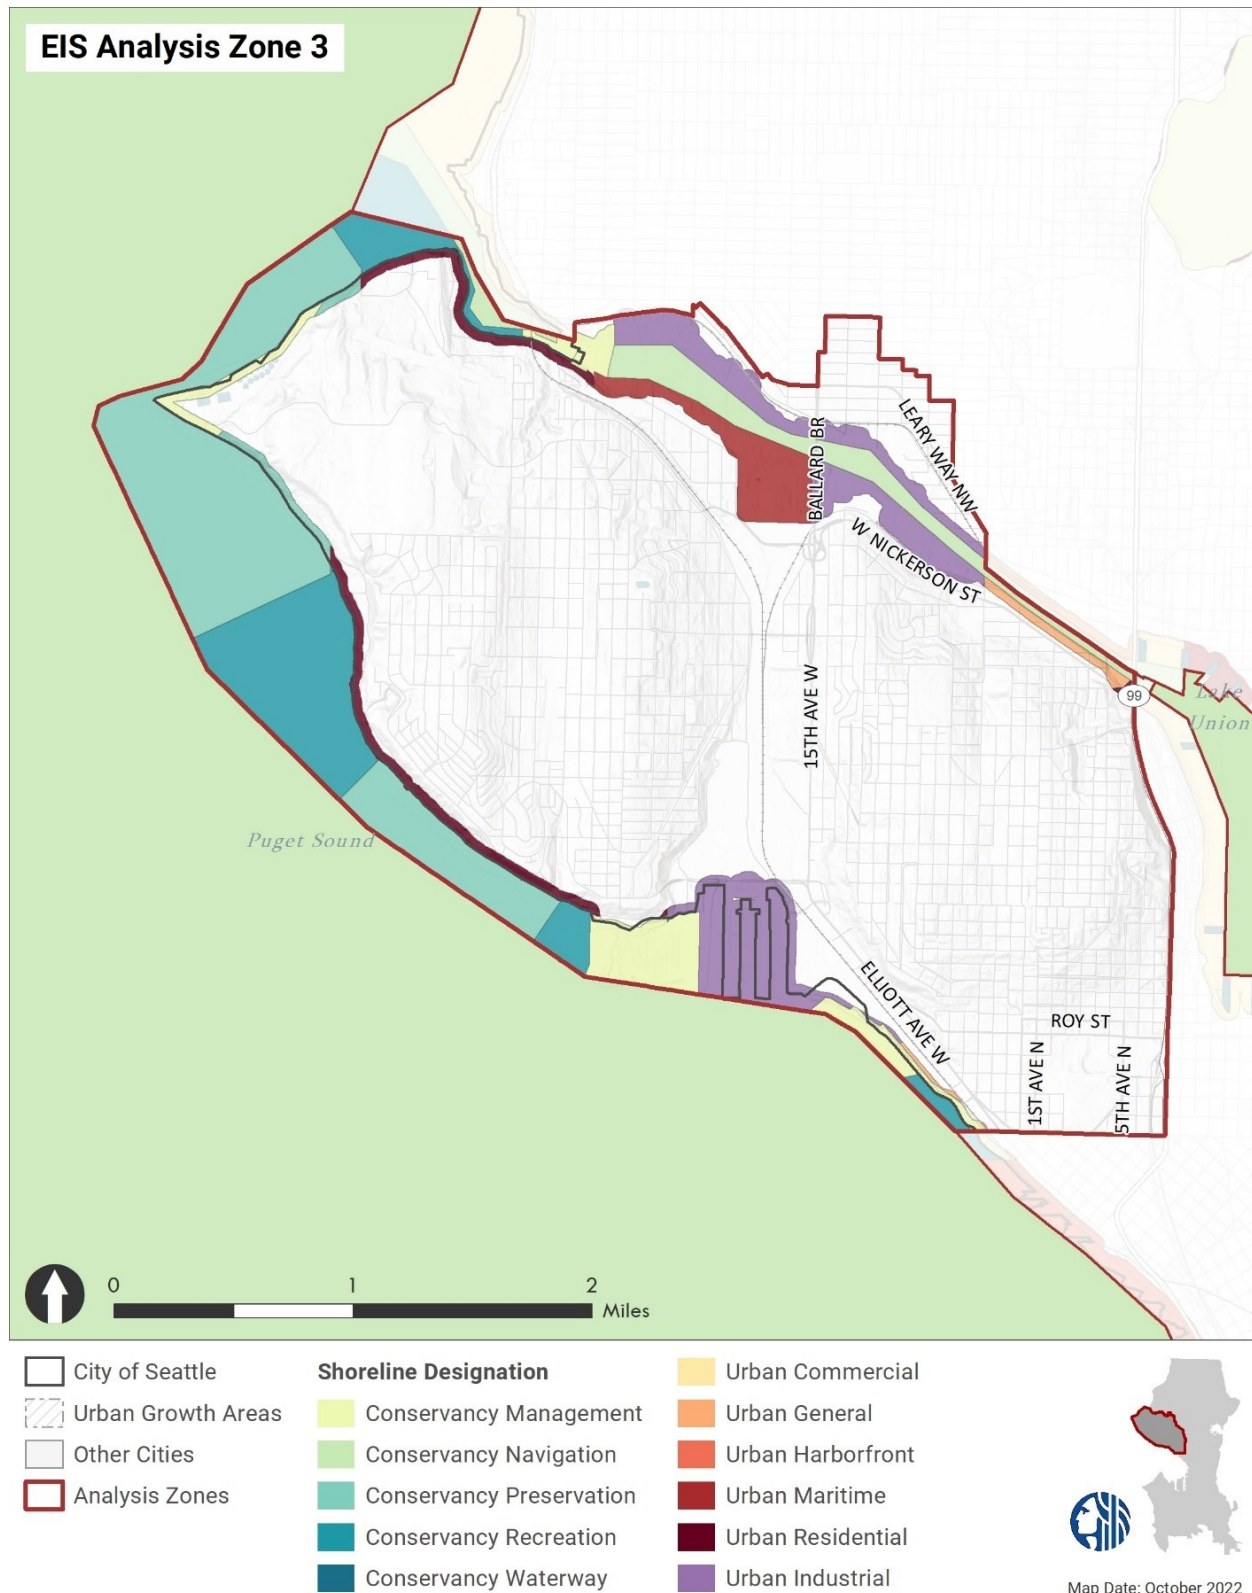 EIS Analysis Zone 3
LEARY WAY NW
BALLARD BR
W NICKERSON ST
99
Lake
Union
15TH AVE W
Puget Sound
ELLIOTT AVE W
ROY ST
1ST AVE N
5TH AVE N
0 1 2
Miles
City of Seattle
Urban Growth Areas
Other Cities
Analysis Zones
Shoreline Designation
Conservancy Management
Conservancy Navigation
Conservancy Preservation
Conservancy Recreation
Conservancy Waterway
Urban Commercial
Urban General
Urban Harborfront
Urban Maritime
Urban Residential
Urban Industrial
Map Date: October 2022